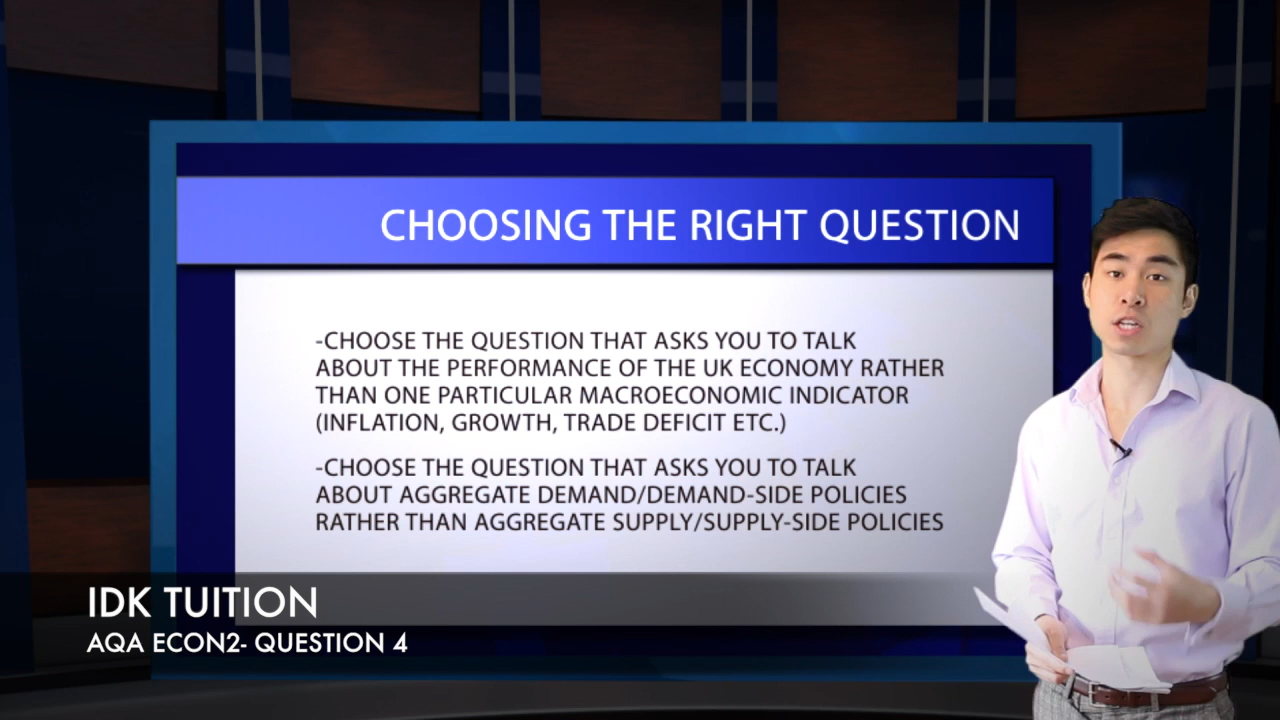 CHOOSING THE RIGHT QUESTION
-CHOOSE THE QUESTION THAT ASKS YOU TO TALK
ABOUT THE PERFORMANCE OF THE UK ECONOMY RATHER
THAN ONE PARTICULAR MACROECONOMIC INDICATOR
(INFLATION, GROWTH, TRADE DEFICIT ETC.)
-CHOOSE THE QUESTION THAT ASKS YOU TO TALK
ABOUT AGGREGATE DEMAND/DEMAND-SIDE POLICIES
RATHER THAN AGGREGATE SUPPLY/SUPPLY-SIDE POLICIES
IDK TUITION
AQA ECON2- QUESTION 4